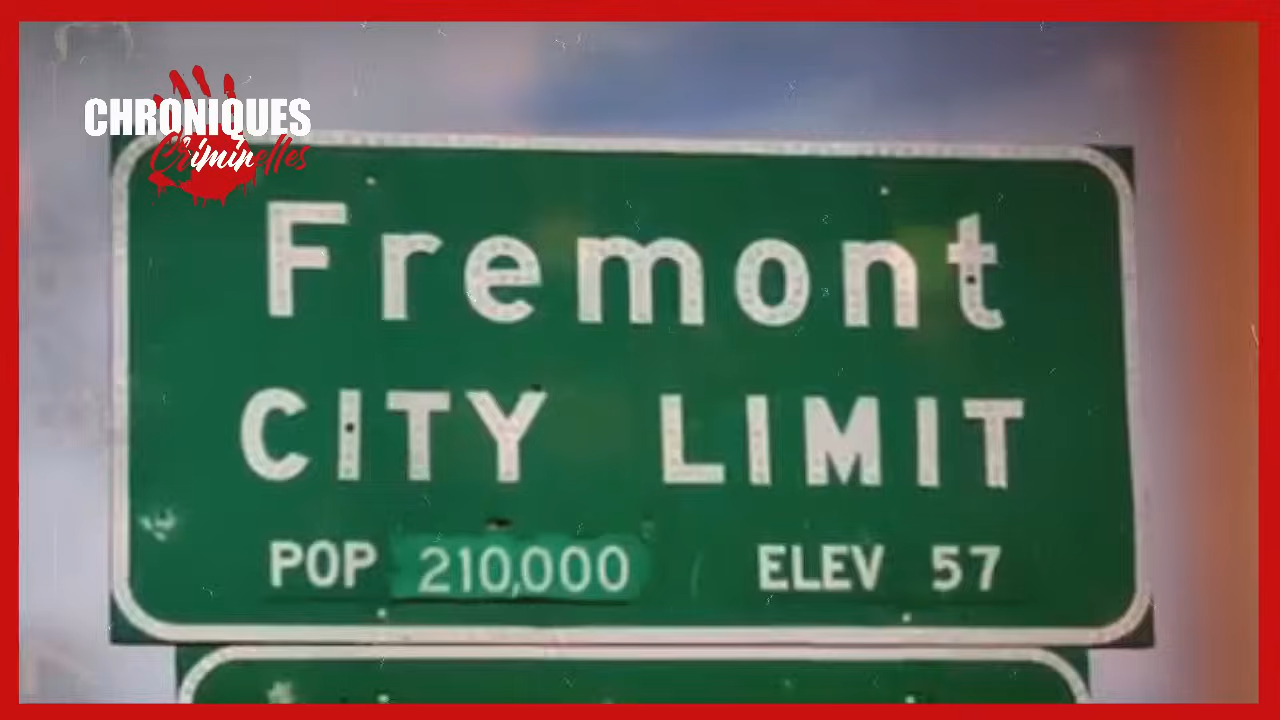 CHRONIQUES
Criminelles
Fremont
CITY LIMIT
POP 210,000 ELEV 57